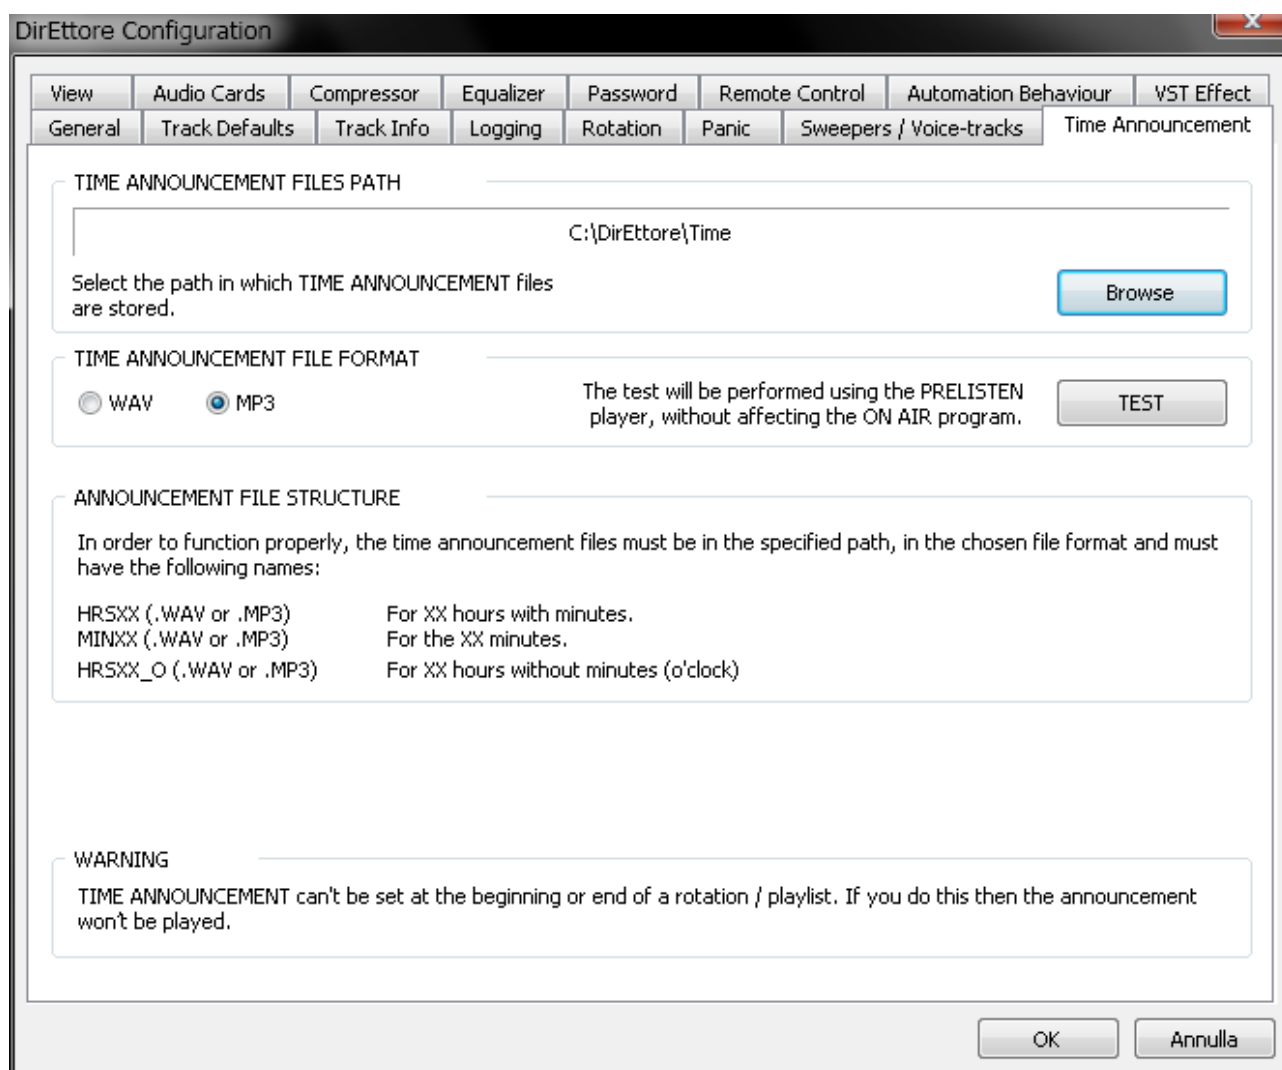 DirEttore Configuration
View Audio Cards Compressor Equalizer Password Remote Control Automation Behaviour VST Effect
General Track Defaults Track Info Logging Rotation Panic Sweepers / Voice-tracks Time Announcement
TIME ANNOUNCEMENT FILES PATH
C:\DirEttore\Time
Select the path in which TIME ANNOUNCEMENT files
are stored.
Browse
TIME ANNOUNCEMENT FILE FORMAT
WAV MP3
The test will be performed using the PRELISTEN
player, without affecting the ON AIR program.
TEST
ANNOUNCEMENT FILE STRUCTURE
In order to function properly, the time announcement files must be in the specified path, in the chosen file format and must
have the following names:
HRSXX (.WAV or .MP3) For XX hours with minutes.
MINXX (.WAV or .MP3) For the XX minutes.
HRSXX_O (.WAV or .MP3) For XX hours without minutes (o'clock)
WARNING
TIME ANNOUNCEMENT can't be set at the beginning or end of a rotation / playlist. If you do this then the announcement
won't be played.
OK Annulla